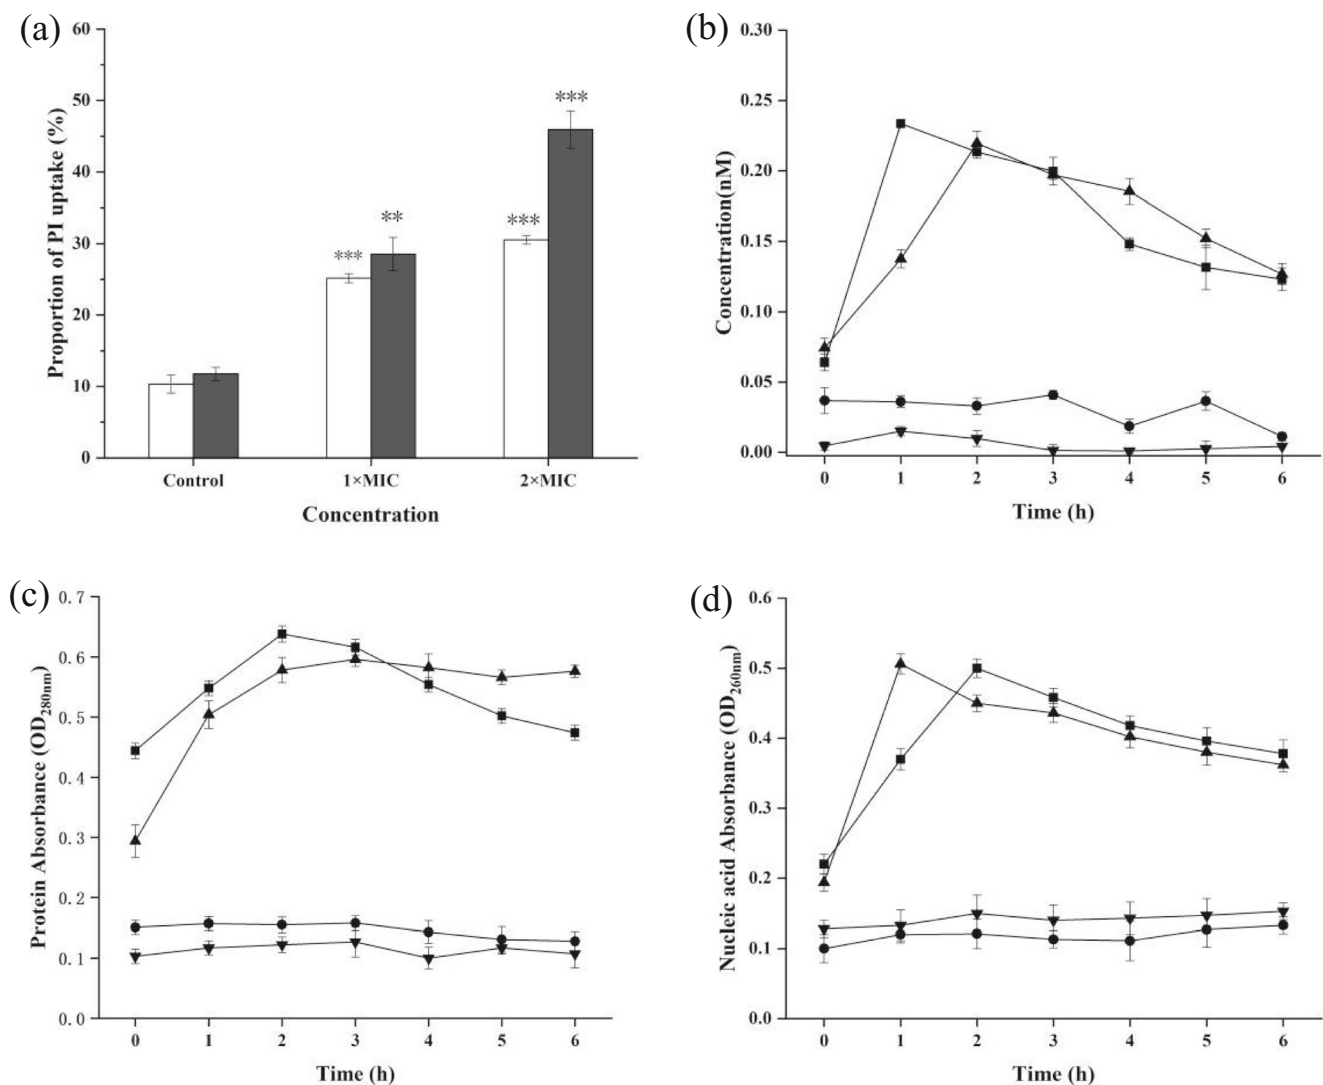 (a)
60
50
40
30
20
10
0
Proportion of PI uptake (%)
***
**
***
***
Control 1×MIC 2×MIC
Concentration
(b)
0.30
0.25
0.20
0.15
0.10
0.05
0.00
Concentration(nM)
0 1 2 3 4 5 6
Time (h)
(c)
0.7
0.6
0.5
0.4
0.3
0.2
0.1
0.0
Protein Absorbance (OD280nm)
0 1 2 3 4 5 6
Time (h)
(d)
0.6
0.5
0.4
0.3
0.2
0.1
0.0
Nucleic acid Absorbance (OD260nm)
0 1 2 3 4 5 6
Time (h)